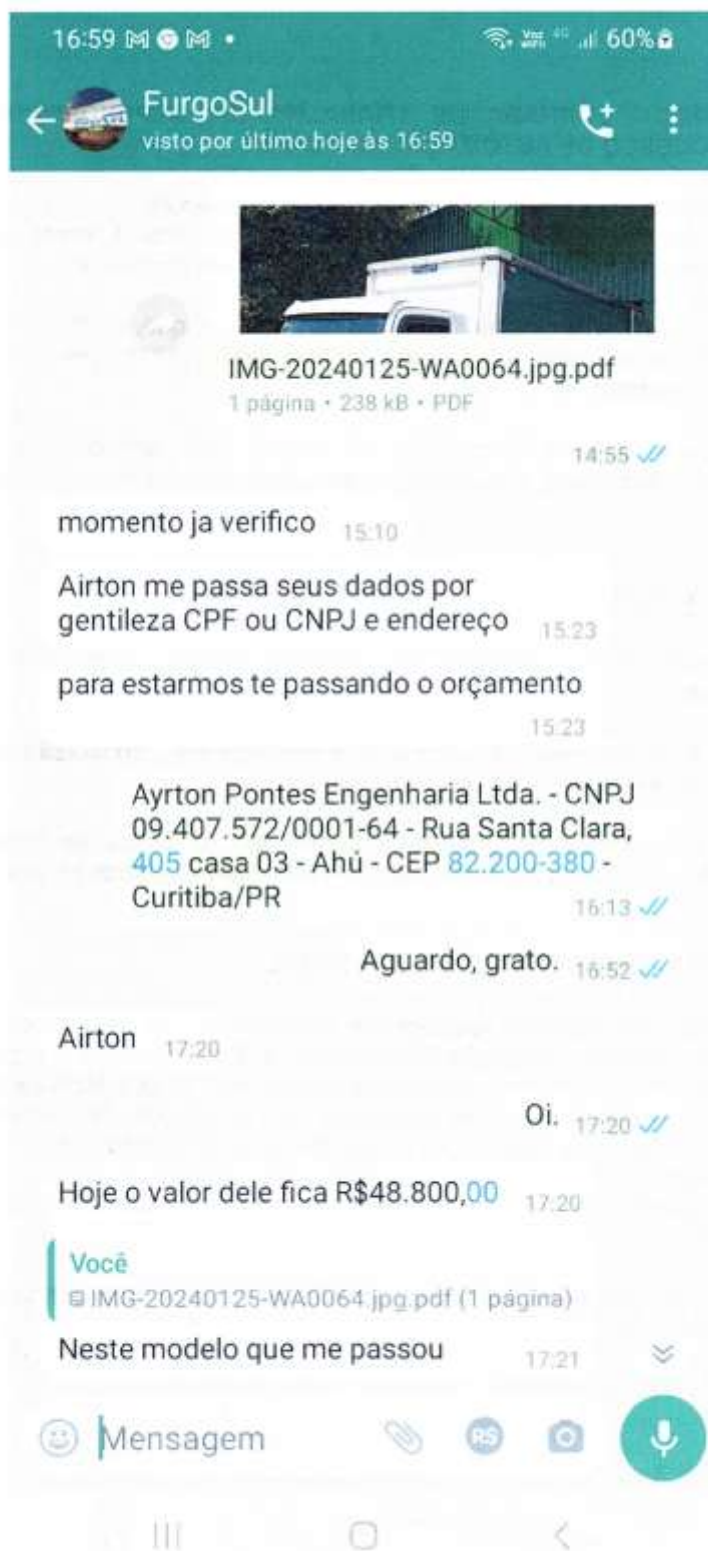 16:59
4G
60%
FurgoSul
visto por último hoje às 16:59
IMG-20240125-WA0064.jpg.pdf
1 página • 238 kB • PDF
14:55
momento ja verifico 15:10
Airton me passa seus dados por
gentileza CPF ou CNPJ e endereço 15:23
para estarmos te passando o orçamento
15:23
Ayrton Pontes Engenharia Ltda. - CNPJ
09.407.572/0001-64 - Rua Santa Clara,
405 casa 03 - Ahú - CEP 82.200-380 -
Curitiba/PR 16:13
Aguardo, grato. 16:52
Airton 17:20
Oi. 17:20
Hoje o valor dele fica R$48.800,00 17:20
Você
IMG-20240125-WA0064.jpg.pdf (1 página)
Neste modelo que me passou 17:21
Mensagem
R$